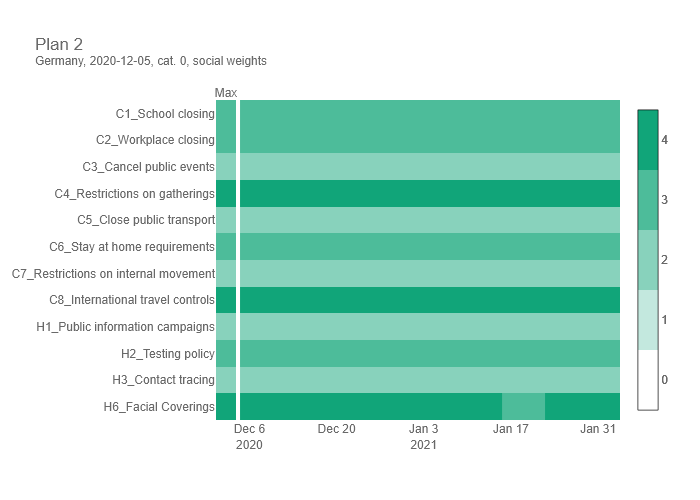 Plan 2
Germany, 2020-12-05, cat. 0, social weights
Max
C1_School closing
C2_Workplace closing
C3_Cancel public events
C4_Restrictions on gatherings
C5_Close public transport
C6_Stay at home requirements
C7_Restrictions on internal movement
C8_International travel controls
H1_Public information campaigns
H2_Testing policy
H3_Contact tracing
H6_Facial Coverings
Dec 6 Dec 20 Jan 3 Jan 17 Jan 31
2020 2021
4
3
2
1
0